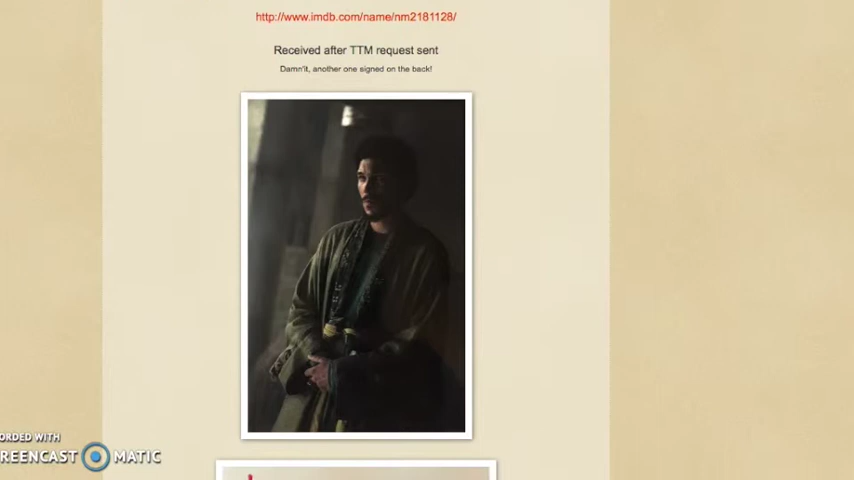 http://www.imdb.com/name/nm2181128/
Received after TTM request sent
Damn'it, another one signed on the back!
ORDED WITH
REENCAST MATIC